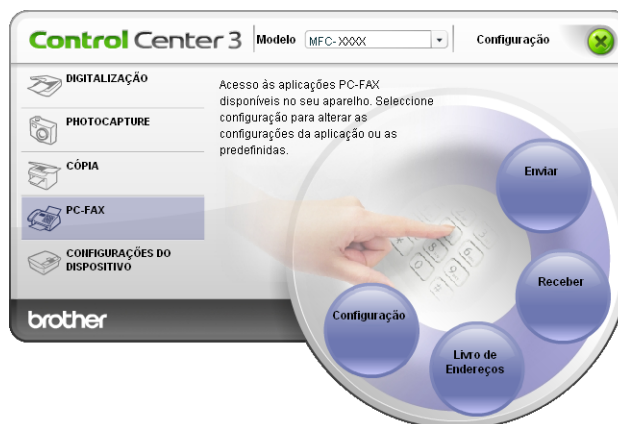 Control Center 3
Modelo
MFC-XXXX
Configuração
DIGITALIZAÇÃO
PHOTOCAPTURE
CÓPIA
PC-FAX
CONFIGURAÇÕES DO
DISPOSITIVO
brother
Acesso às aplicações PC-FAX
disponíveis no seu aparelho. Seleccione
configuração para alterar as
configurações da aplicação ou as
predefinidas.
Enviar
Receber
Livro de
Endereços
Configuração